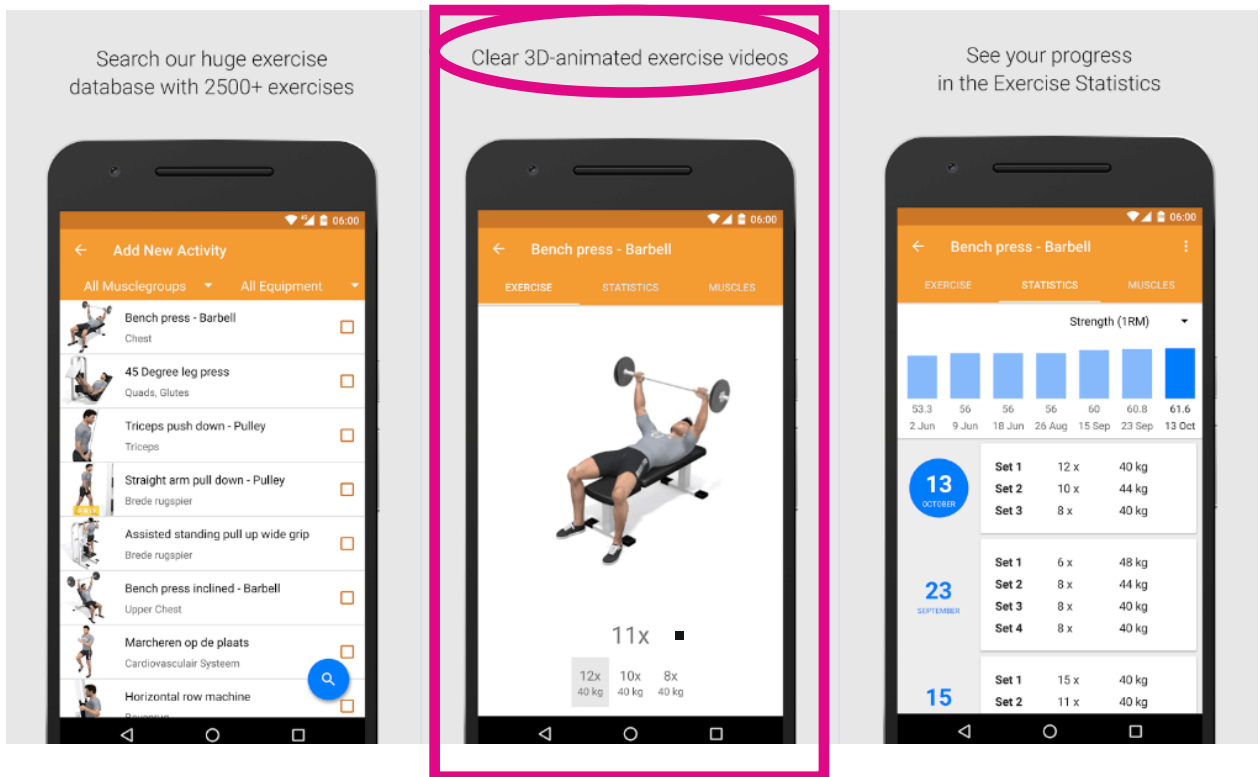 Search our huge exercise
database with 2500+ exercises
06:00
Add New Activity
All Musclegroups All Equipment
Bench press - Barbell
Chest
45 Degree leg press
Quads, Glutes
Triceps push down - Pulley
Triceps
Straight arm pull down - Pulley
Brede rugspier
Assisted standing pull up wide grip
Brede rugspier
Bench press inclined - Barbell
Upper Chest
Marcheren op de plaats
Cardiovasculair Systeem
Horizontal row machine
Clear 3D-animated exercise videos
06:00
Bench press - Barbell
EXERCISE STATISTICS MUSCLES
11x
12x 10x 8x
40 kg 40 kg 40 kg
See your progress
in the Exercise Statistics
06:00
Bench press - Barbell
EXERCISE STATISTICS MUSCLES
Strength (1RM)
53.3 56 56 56 60 60.8 61.6
2 Jun 9 Jun 18 Jun 26 Aug 15 Sep 23 Sep 13 Oct
13
OCTOBER
Set 1 12 x 40 kg
Set 2 10 x 44 kg
Set 3 8 x 40 kg
23
SEPTEMBER
Set 1 6 x 48 kg
Set 2 8 x 44 kg
Set 3 8 x 40 kg
Set 4 8 x 40 kg
15
Set 1 15 x 40 kg
Set 2 11 x 40 kg